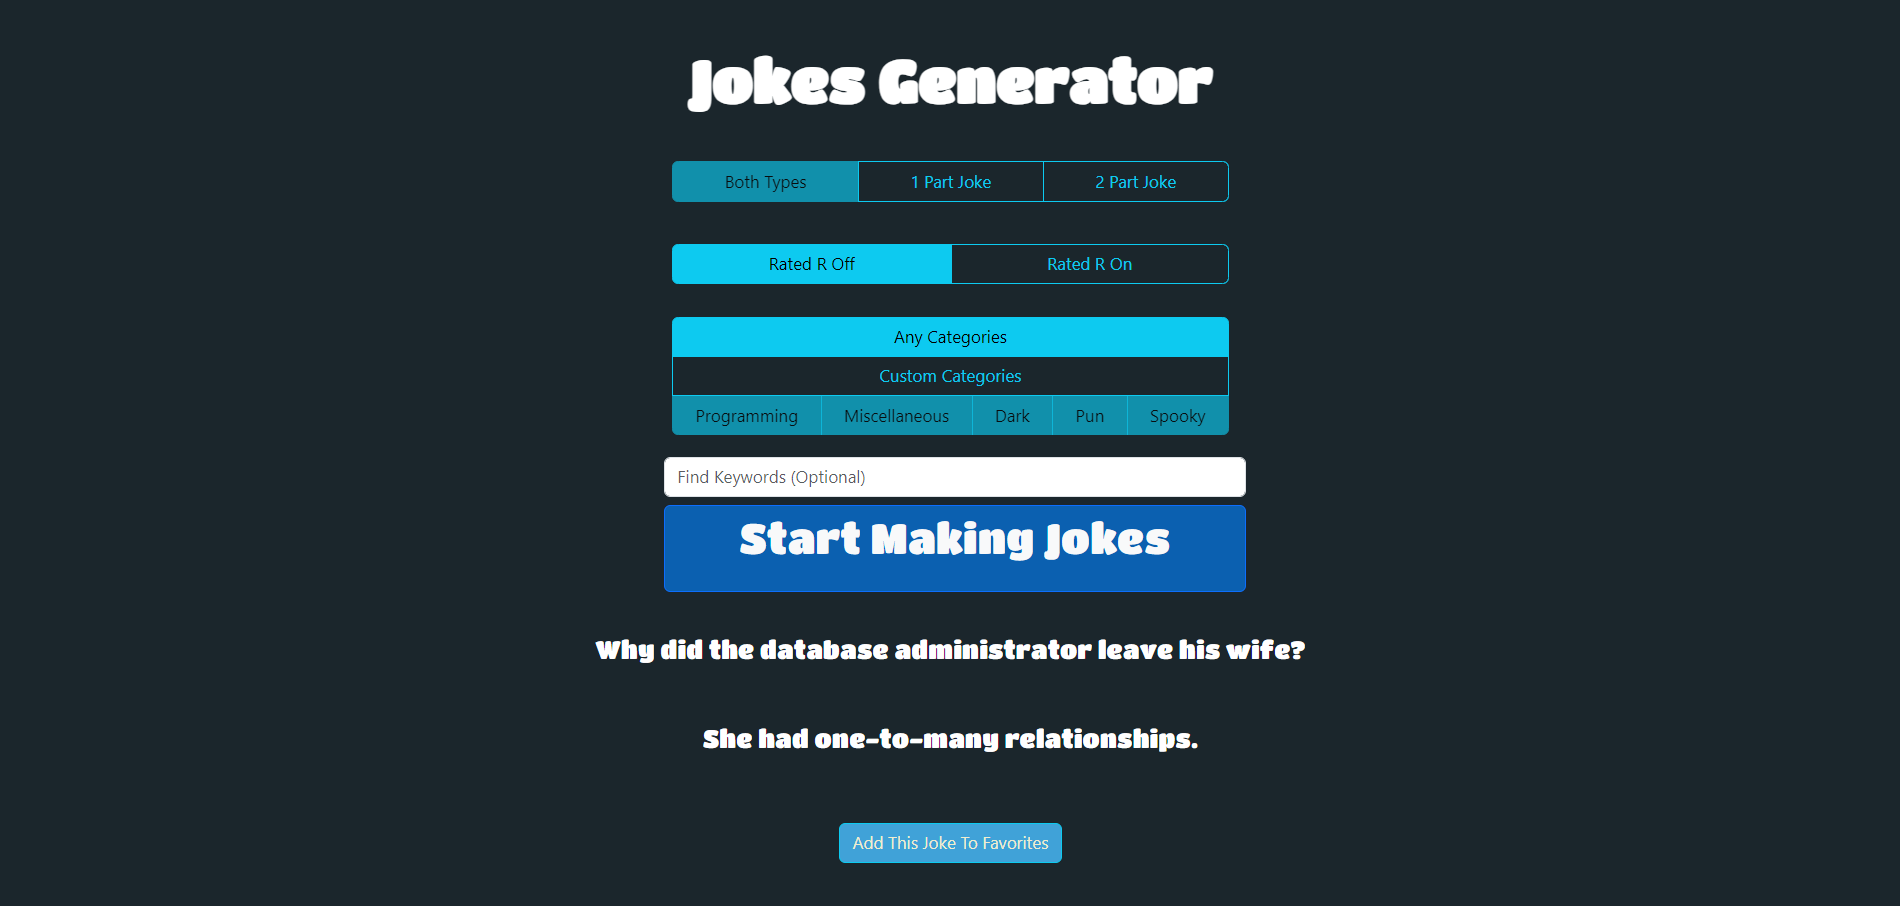 Jokes Generator
Both Types 1 Part Joke 2 Part Joke
Rated R Off Rated R On
Any Categories
Custom Categories
Programming Miscellaneous Dark Pun Spooky
Find Keywords (Optional)
Start Making Jokes
Why did the database administrator leave his wife?
She had one-to-many relationships.
Add This Joke To Favorites